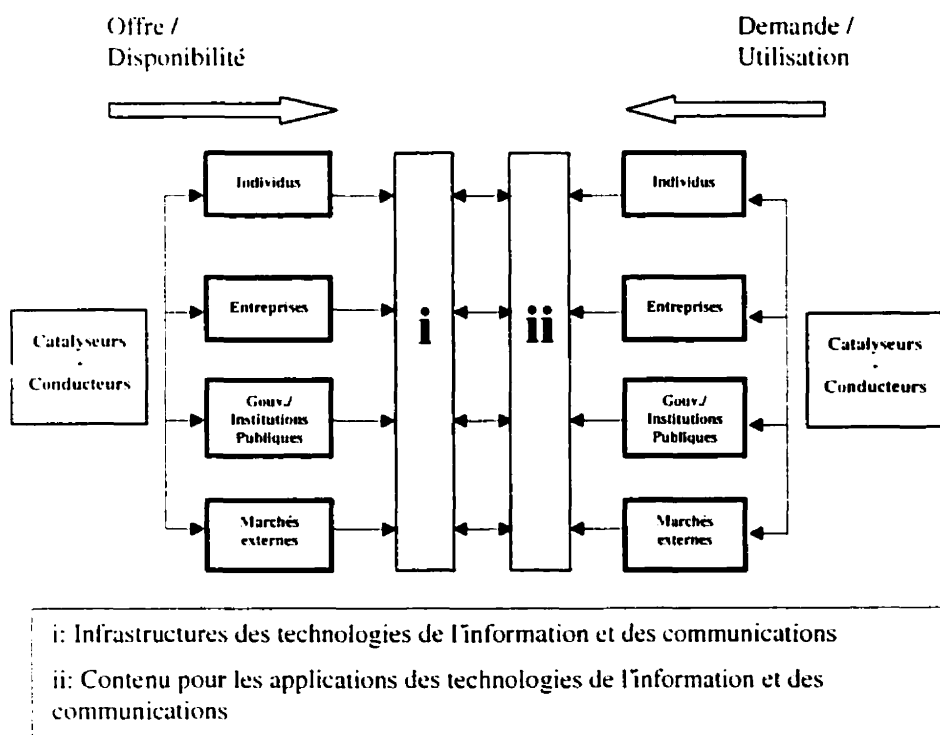 Offre /
Disponibilité
Demande /
Utilisation
Individus
Entreprises
Gouv./
Institutions
Publiques
Marchés
externes
Catalyseurs
-
Conducteurs
i
ii
Individus
Entreprises
Gouv./
Institutions
Publiques
Marchés
externes
Catalyseurs
-
Conducteurs
i: Infrastructures des technologies de l'information et des communications
ii: Contenu pour les applications des technologies de l'information et des
communications